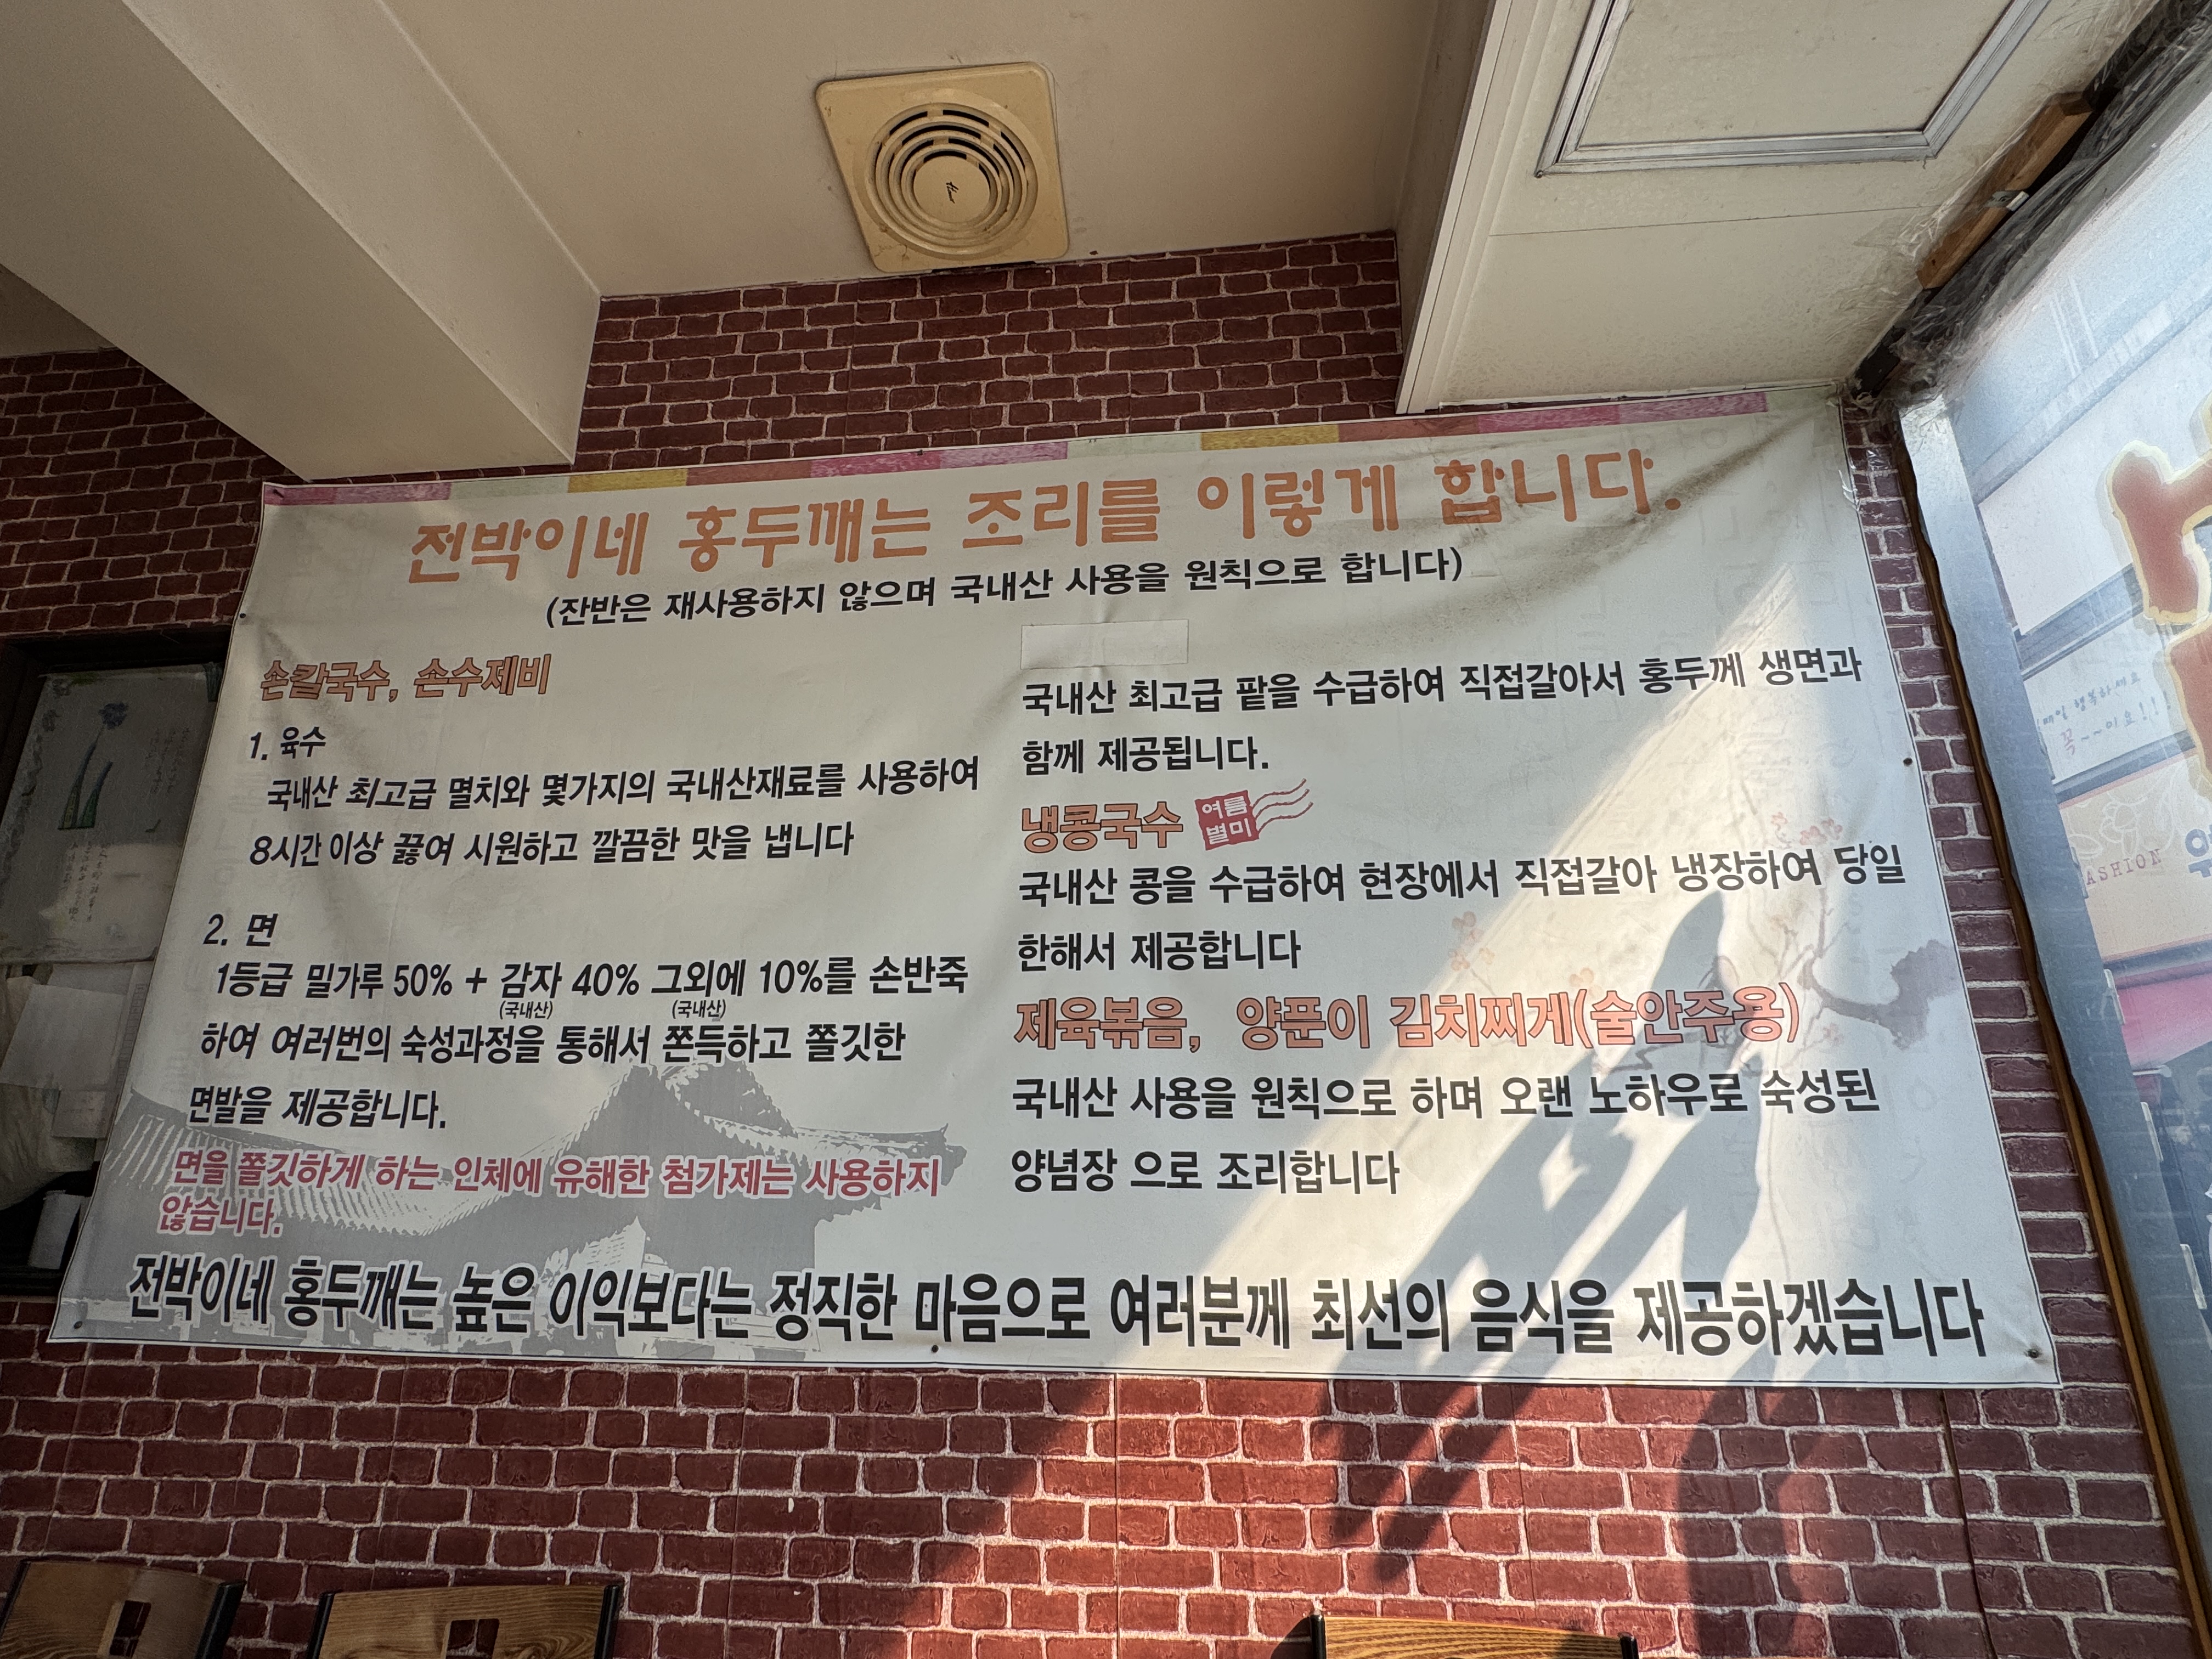 전박이네 홍두깨는 조리를 이렇게 합니다.
(잔반은 재사용하지 않으며 국내산 사용을 원칙으로 합니다)
손칼국수, 손수제비
1. 육수
국내산 최고급 멸치와 몇가지의 국내산재료를 사용하여
8시간 이상 끓여 시원하고 깔끔한 맛을 냅니다
2. 면
1등급 밀가루 50% + 감자 40% 그외에 10%를 손반죽
(국내산) (국내산)
하여 여러번의 숙성과정을 통해서 쫀득하고 쫄깃한
면발을 제공합니다.
면을 쫄깃하게 하는 인체에 유해한 첨가제는 사용하지
않습니다.
국내산 최고급 팥을 수급하여 직접갈아서 홍두께 생면과
함께 제공됩니다.
냉콩국수 여름
별미
국내산 콩을 수급하여 현장에서 직접갈아 냉장하여 당일
한해서 제공합니다
제육볶음, 양푼이 김치찌게(술안주용)
국내산 사용을 원칙으로 하며 오랜 노하우로 숙성된
양념장 으로 조리합니다
전박이네 홍두깨는 높은 이익보다는 정직한 마음으로 여러분께 최선의 음식을 제공하겠습니다
행복하세요
꼭~~이요!!